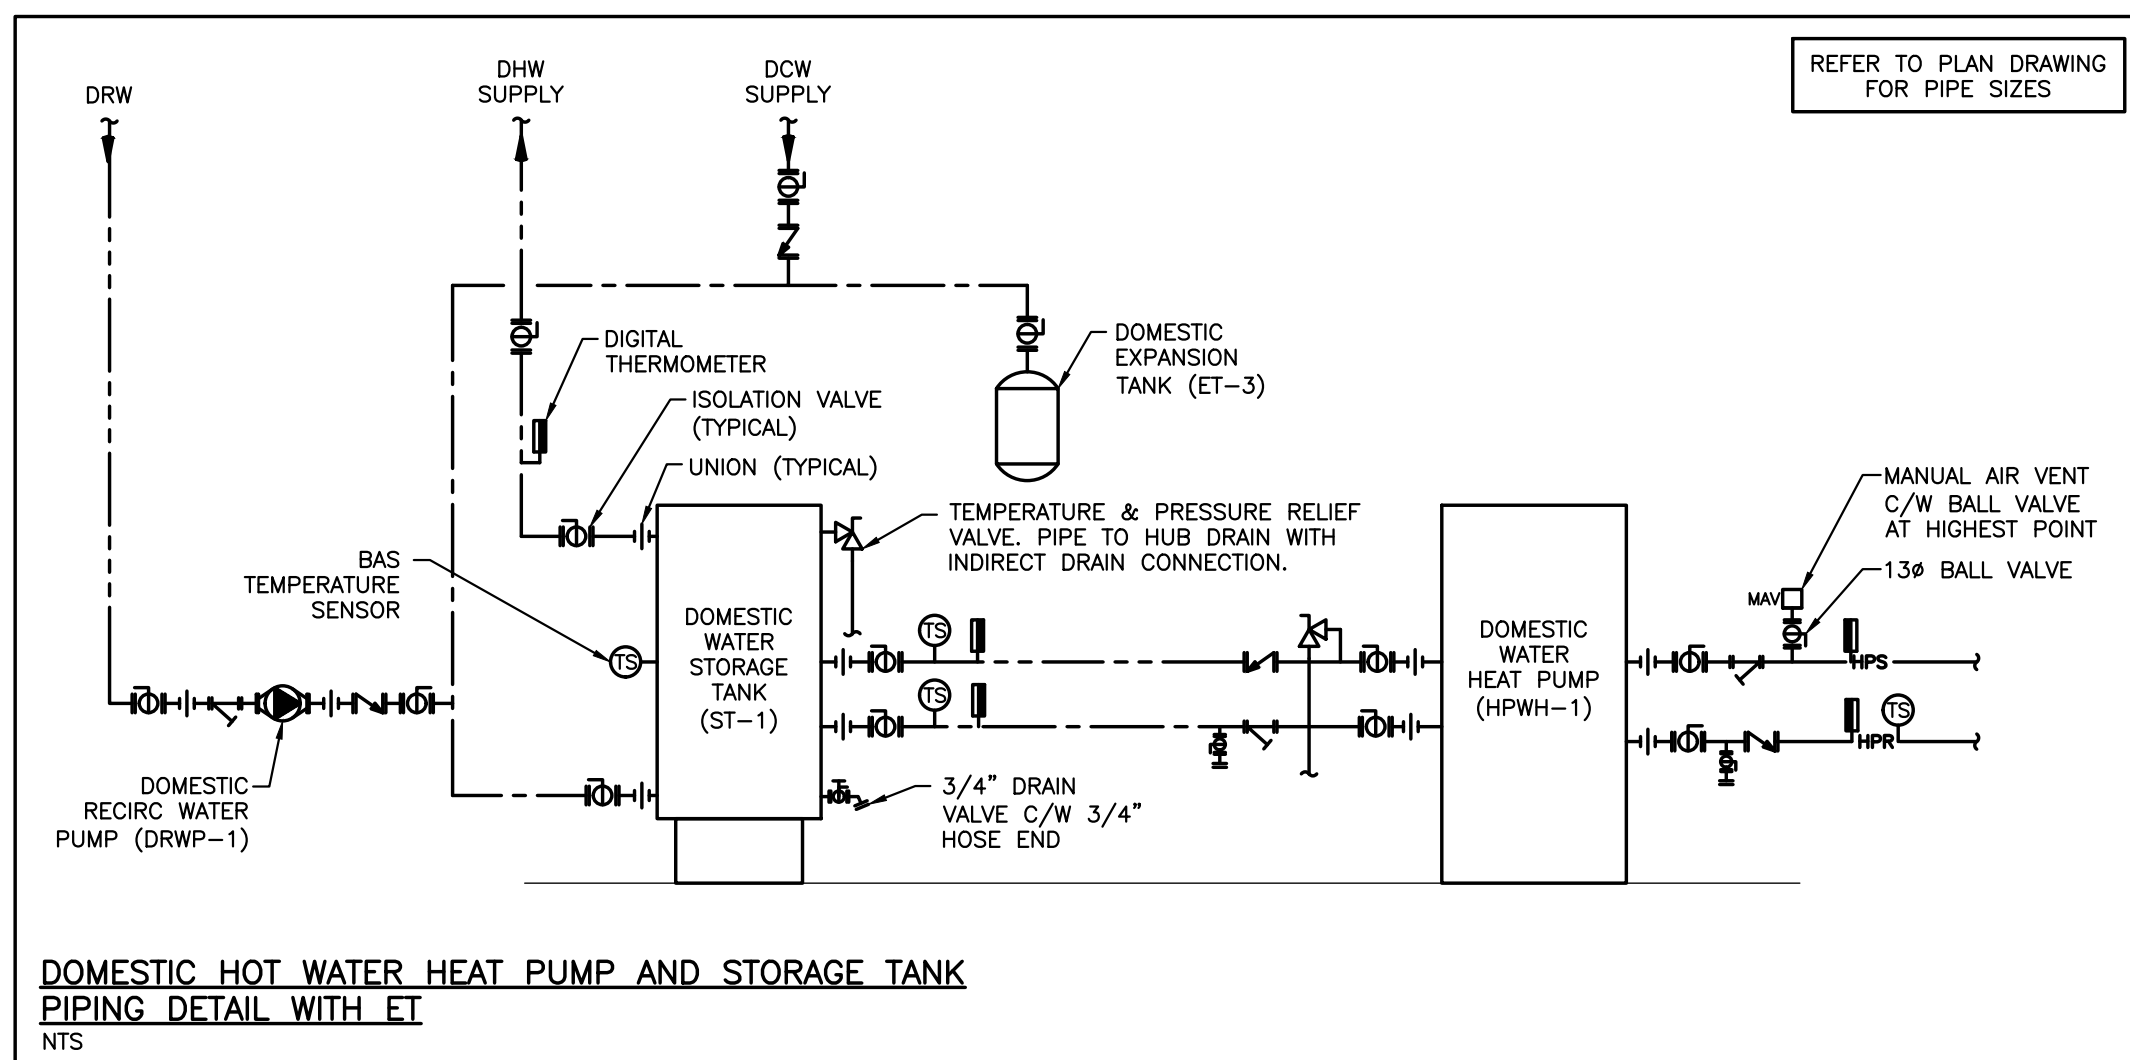 REFER TO PLAN DRAWING
FOR PIPE SIZES
DRW
DHW
SUPPLY
DCW
SUPPLY
DIGITAL
THERMOMETER
ISOLATION VALVE
(TYPICAL)
UNION (TYPICAL)
DOMESTIC
EXPANSION
TANK (ET-3)
TEMPERATURE & PRESSURE RELIEF
VALVE. PIPE TO HUB DRAIN WITH
INDIRECT DRAIN CONNECTION.
MANUAL AIR VENT
C/W BALL VALVE
AT HIGHEST POINT
13ø BALL VALVE
MAV
BAS
TEMPERATURE
SENSOR
TS
DOMESTIC
WATER
STORAGE
TANK
(ST-1)
TS
TS
DOMESTIC
WATER
HEAT PUMP
(HPWH-1)
HPS
TS
HPR
DOMESTIC
RECIRC WATER
PUMP (DRWP-1)
3/4" DRAIN
VALVE C/W 3/4"
HOSE END
DOMESTIC HOT WATER HEAT PUMP AND STORAGE TANK
PIPING DETAIL WITH ET
NTS